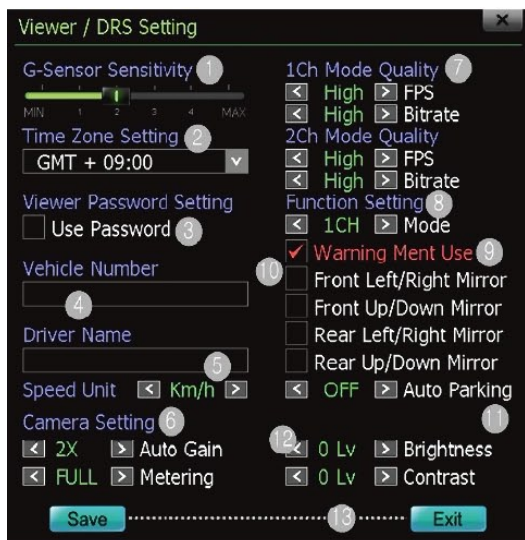 Viewer / DRS Setting
G-Sensor Sensitivity 1
MIN 1 2 3 4 MAX
Time Zone Setting 2
GMT + 09:00
Viewer Password Setting
Use Password 3
Vehicle Number
4
Driver Name
5
Speed Unit < Km/h >
Camera Setting 6
< 2X > Auto Gain
< FULL > Metering
1Ch Mode Quality 7
< High > FPS
< High > Bitrate
2Ch Mode Quality
< High > FPS
< High > Bitrate
Function Setting 8
< 1CH > Mode
Warning Ment Use 9
10
Front Left/Right Mirror
Front Up/Down Mirror
Rear Left/Right Mirror
Rear Up/Down Mirror
< OFF > Auto Parking
11
12
< 0 Lv > Brightness
< 0 Lv > Contrast
Save 13 Exit